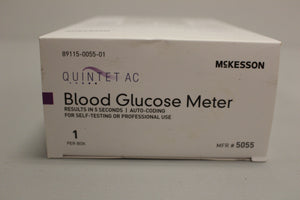 89115-0055-01
MCKESSON
QUINTET AC
Blood Glucose Meter
RESULTS IN 5 SECONDS | AUTO-CODING
FOR SELF-TESTING OR PROFESSIONAL USE
1
PER BOX
MFR # 5055